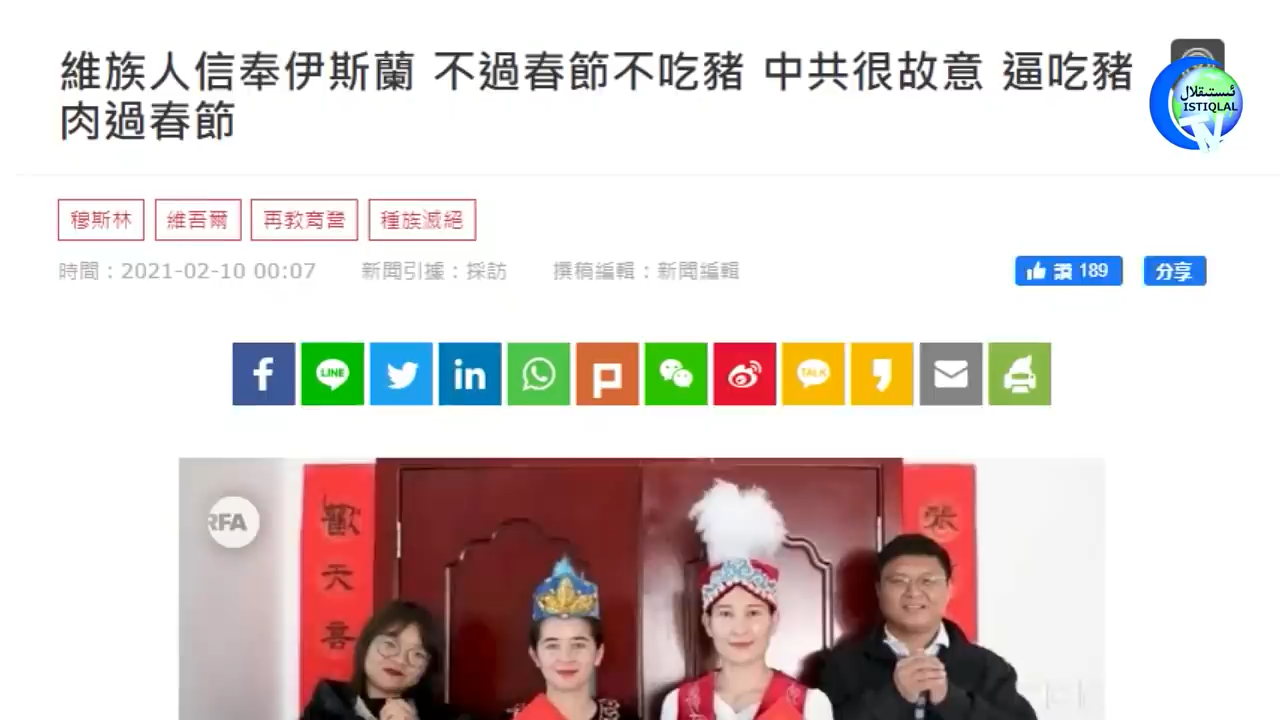 維族人信奉伊斯蘭 不過春節不吃豬 中共很故意 逼吃豬
肉過春節
ئىستىقلال
ISTIQLAL
TV
穆斯林
維吾爾
再教育營
種族滅絕
時間：2021-02-10 00:07
新聞引據：採訪
撰稿編輯：新聞編輯
讚 189
分享
LINE
TALK
RFA
歡天喜
張